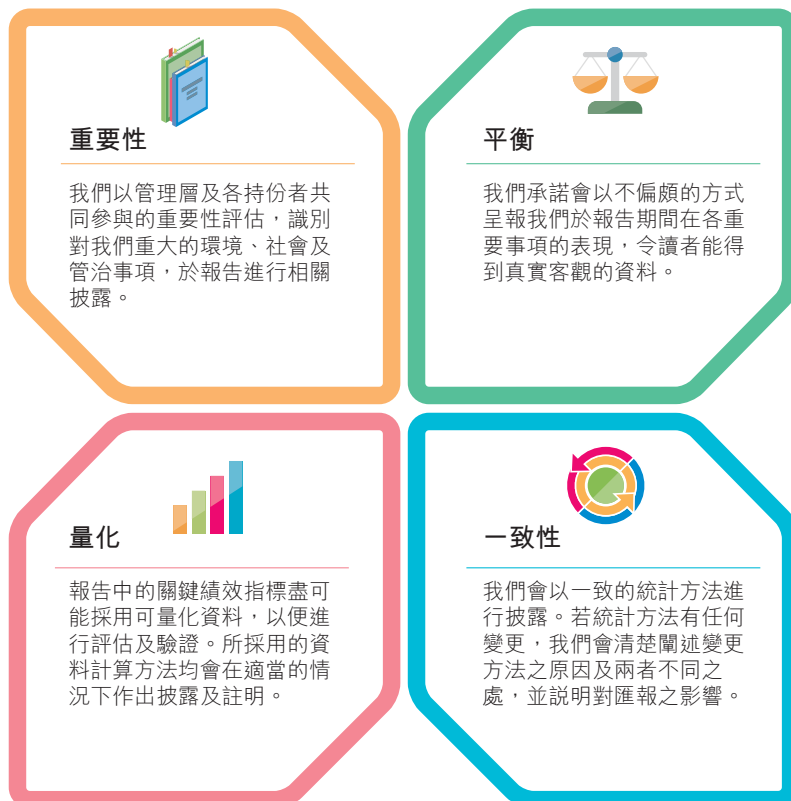 重要性
我們以管理層及各持份者共
同參與的重要性評估，識別
對我們重大的環境、社會及
管治事項，於報告進行相關
披露。
平衡
我們承諾會以不偏頗的方式
呈報我們於報告期間在各重
要事項的表現，令讀者能得
到真實客觀的資料。
量化
報告中的關鍵績效指標盡可
能採用可量化資料，以便進
行評估及驗證。所採用的資
料計算方法均會在適當的情
況下作出披露及註明。
一致性
我們會以一致的統計方法進
行披露。若統計方法有任何
變更，我們會清楚闡述變更
方法之原因及兩者不同之
處，並説明對匯報之影響。